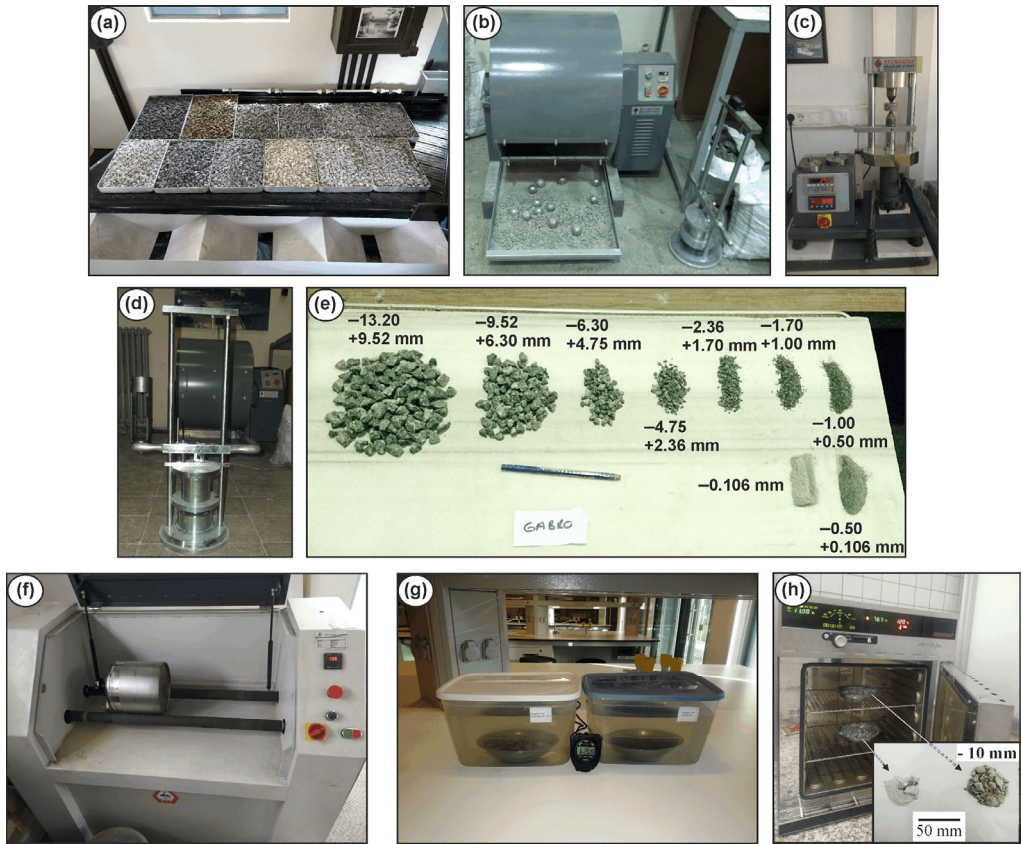 (a)
(b)
(c)
(d)
(e)
–13.20
+9.52 mm
–9.52
+6.30 mm
–6.30
+4.75 mm
–2.36
+1.70 mm
–1.70
+1.00 mm
–4.75
+2.36 mm
–1.00
+0.50 mm
–0.106 mm
–0.50
+0.106 mm
GABRO
(f)
(g)
(h)
- 10 mm
50 mm